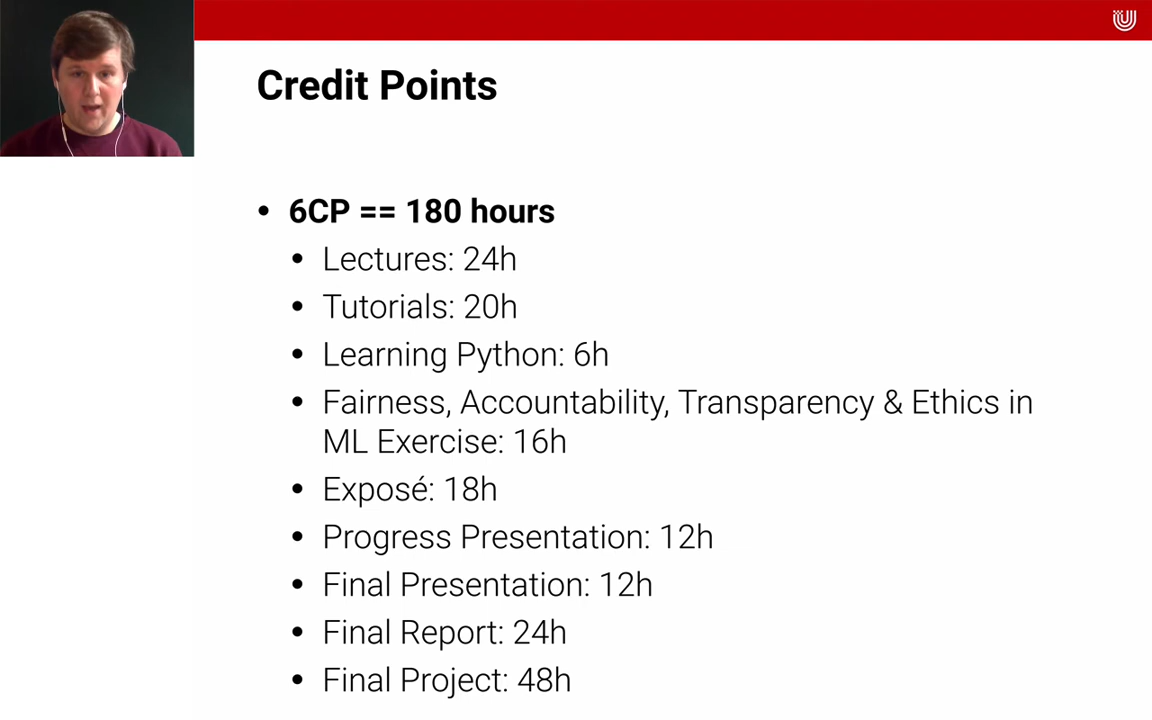 Credit Points
• 6CP == 180 hours
• Lectures: 24h
• Tutorials: 20h
• Learning Python: 6h
• Fairness, Accountability, Transparency & Ethics in
ML Exercise: 16h
• Exposé: 18h
• Progress Presentation: 12h
• Final Presentation: 12h
• Final Report: 24h
• Final Project: 48h